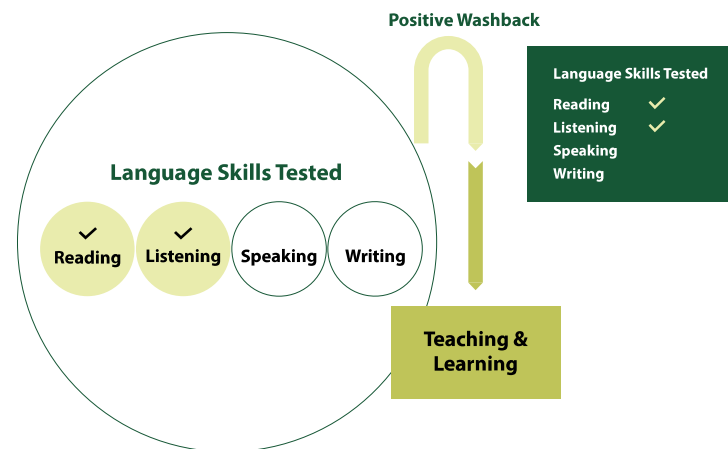 Positive Washback
Language Skills Tested
Reading
Listening
Speaking
Writing
Language Skills Tested
Reading
Listening
Speaking
Writing
Teaching &
Learning